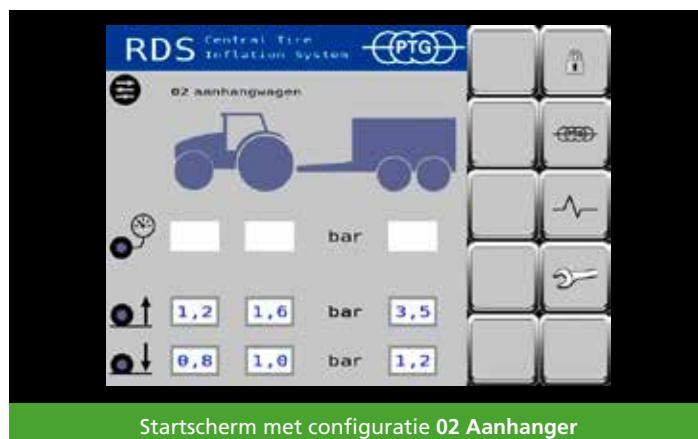 RDS Central Tire Inflation System PTG
02 aanhangwagen
bar
1,2 1,6 bar 3,5
0,8 1,0 bar 1,2
PTG
Startscherm met configuratie 02 Aanhanger